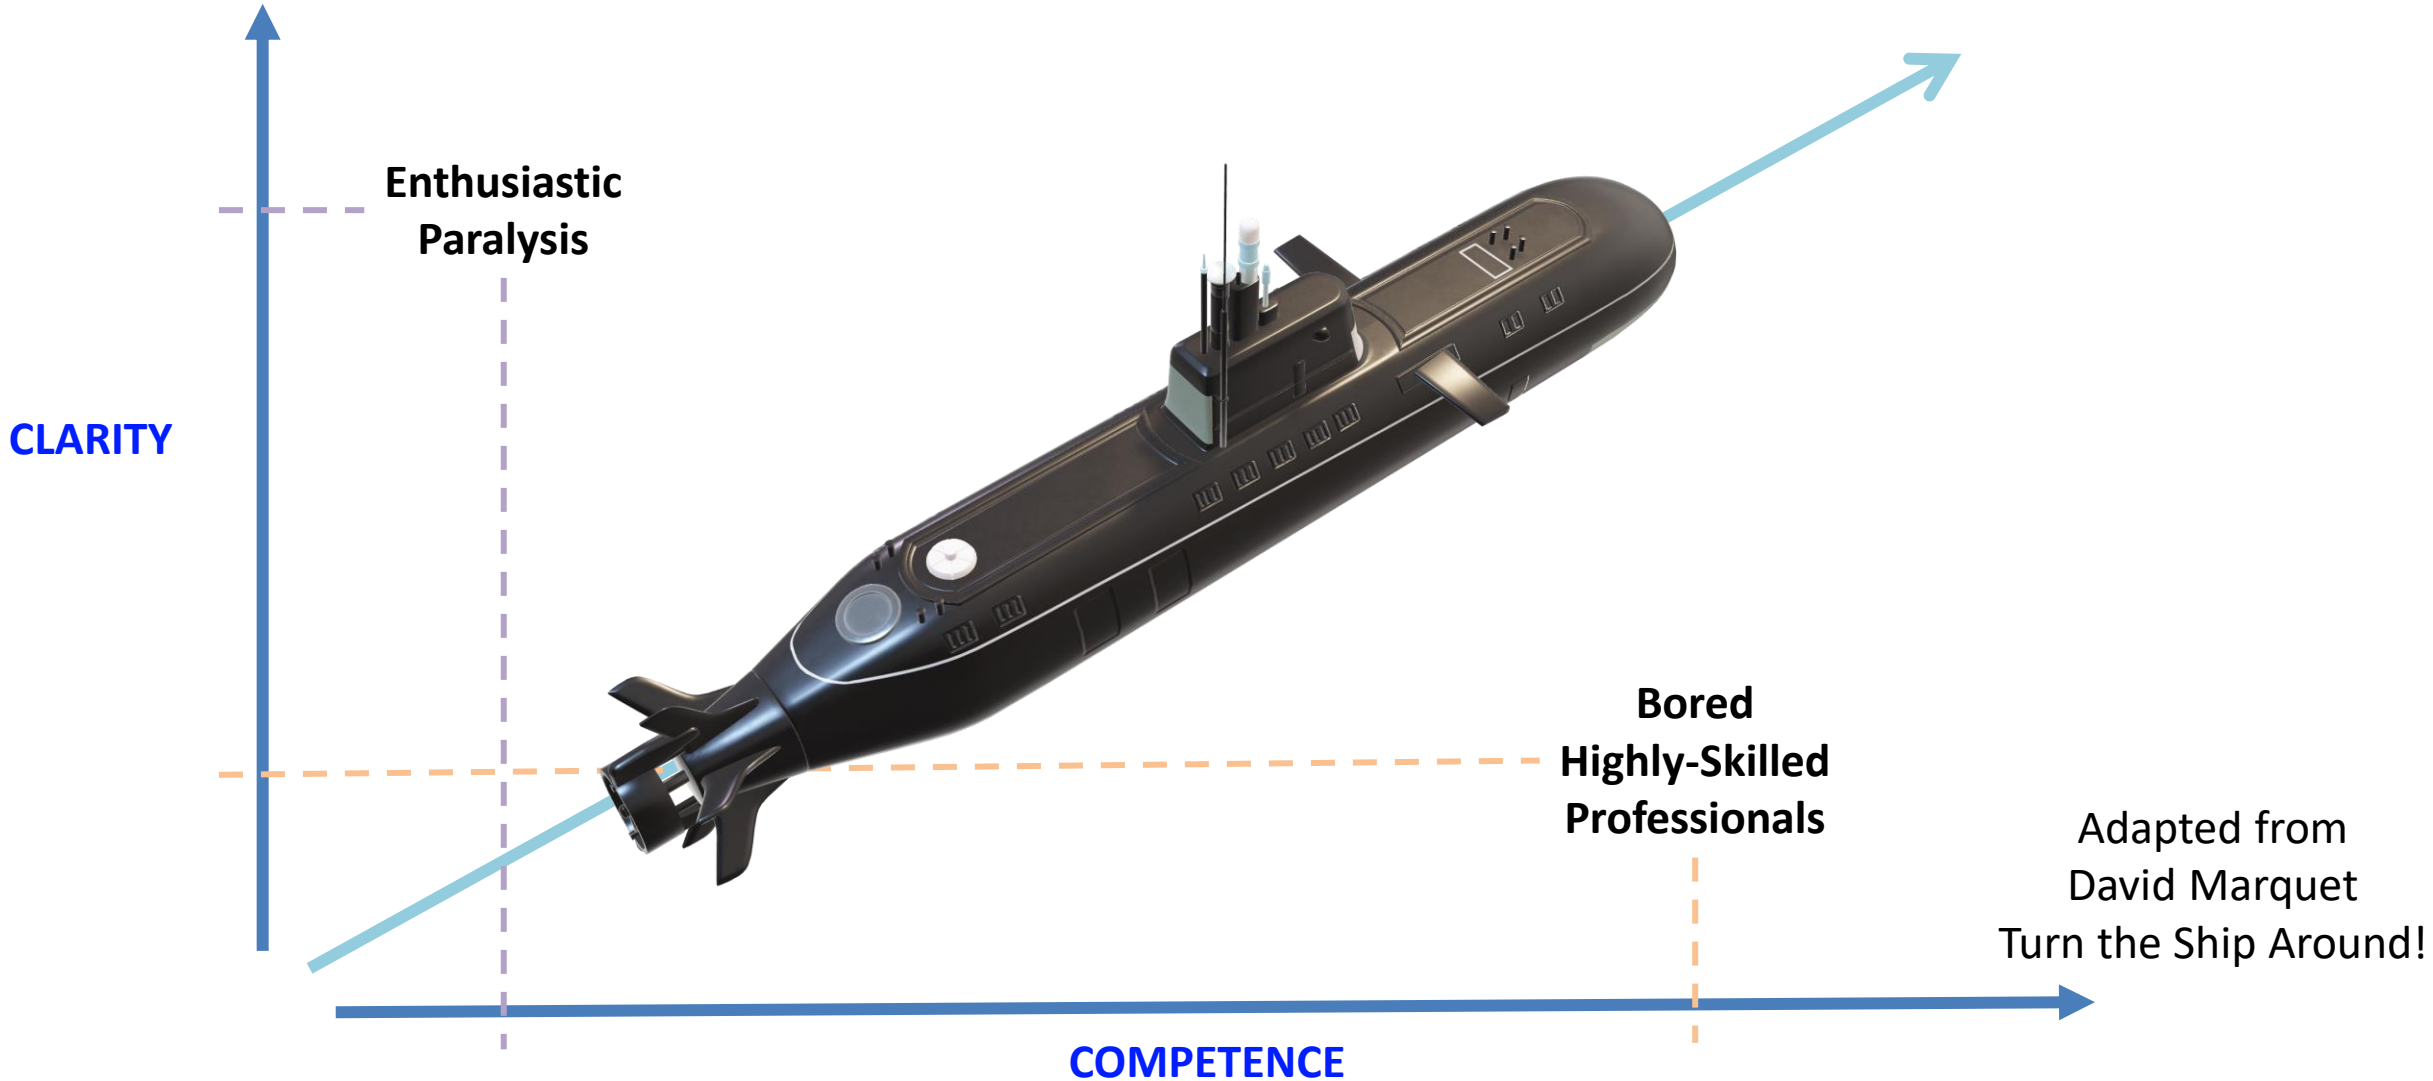 Enthusiastic
Paralysis
CLARITY
Bored
Highly-Skilled
Professionals
Adapted from
David Marquet
Turn the Ship Around!
COMPETENCE